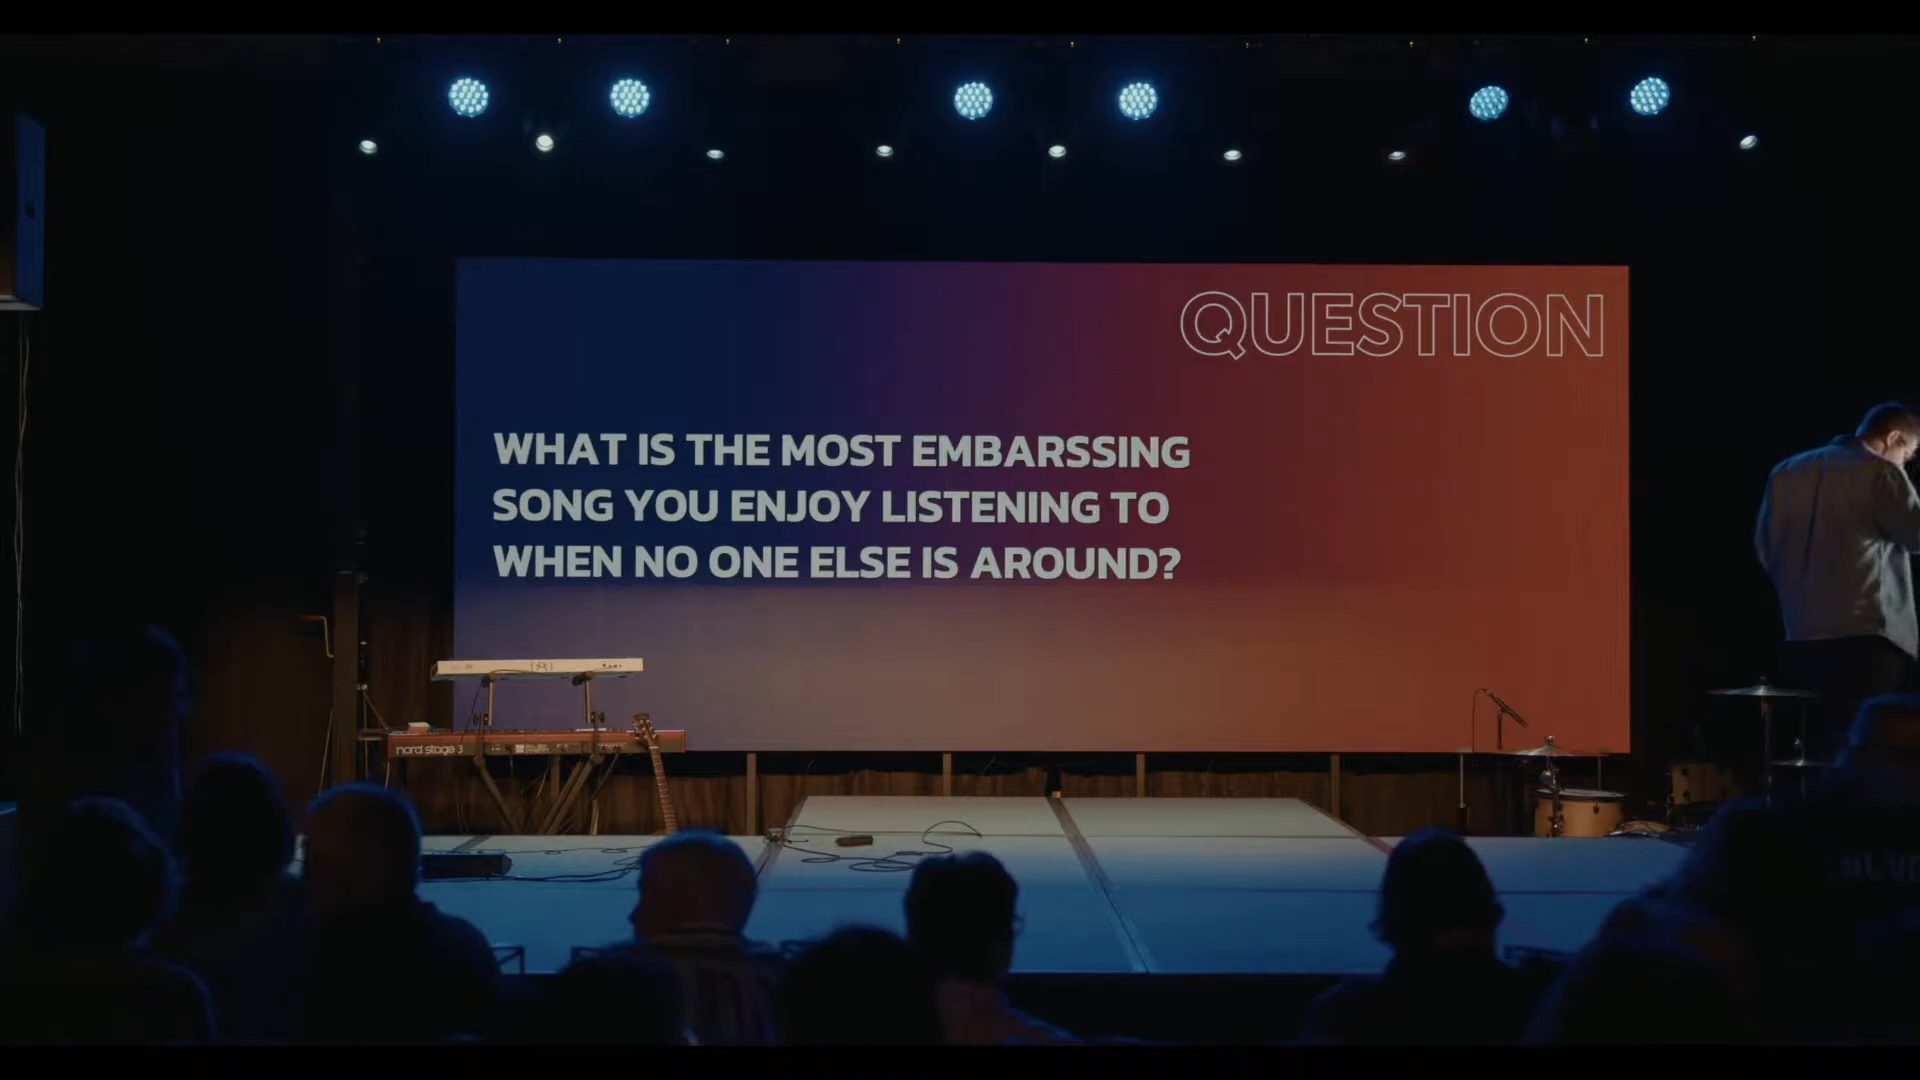 QUESTION
WHAT IS THE MOST EMBARSSING
SONG YOU ENJOY LISTENING TO
WHEN NO ONE ELSE IS AROUND?
nord stage 3